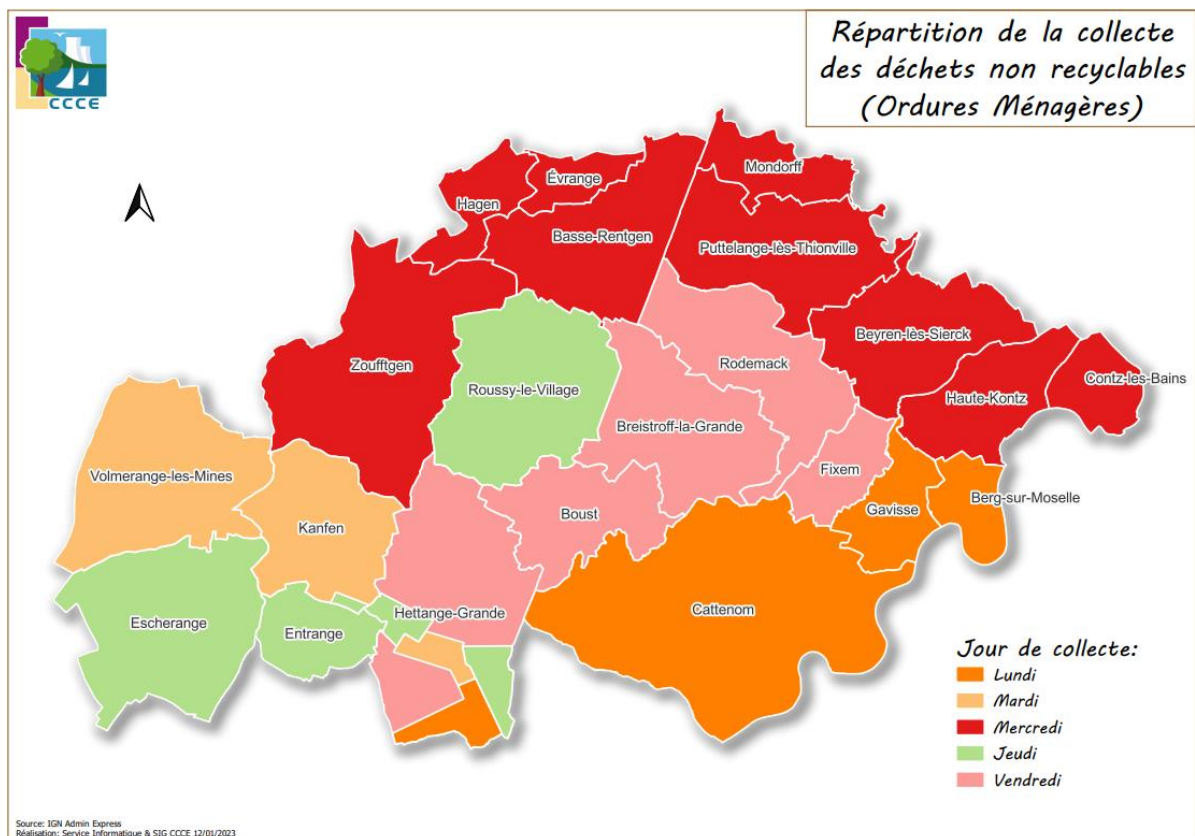 CCCE
Répartition de la collecte
des déchets non recyclables
(Ordures Ménagères)
Mondorff
Évrange
Hagen
Basse-Rentgen
Puttelange-lès-Thionville
Beyren-lès-Sierck
Zoufftgen
Rodemack
Contz-les-Bains
Roussy-le-Village
Haute-Kontz
Breistroff-la-Grande
Volmerange-les-Mines
Fixem
Berg-sur-Moselle
Gavisse
Boust
Kanfen
Cattenom
Hettange-Grande
Escherange
Entrange
Jour de collecte:
Lundi
Mardi
Mercredi
Jeudi
Vendredi
Source: IGN Admin Express
Réalisation: Service Informatique & SIG CCCE 12/01/2023